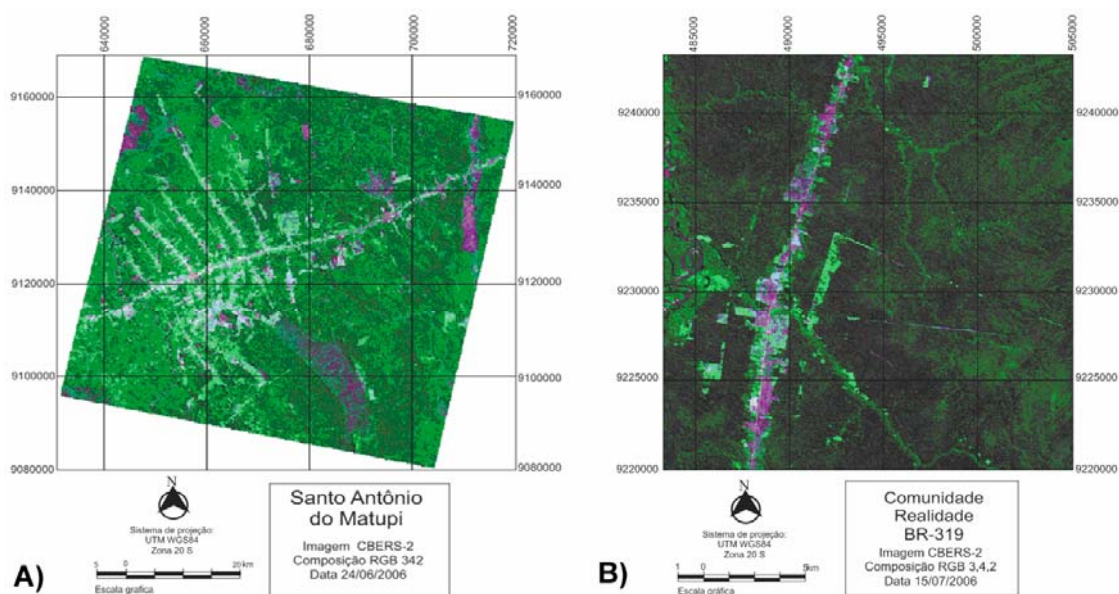 640000
660000
680000
700000
720000
9160000
9160000
9140000
9140000
9120000
9120000
9100000
9100000
9080000
9080000
N
Sistema de projeção:
UTM WGS84
Zona 20 S
5 0 20 km
Escala grafica
Santo Antônio
do Matupi
Imagem CBERS-2
Composição RGB 342
Data 24/06/2006
A)
485000
490000
495000
500000
505000
9240000
9240000
9235000
9235000
9230000
9230000
9225000
9225000
9220000
9220000
N
Sistema de projeção:
UTM WGS84
Zona 20 S
1 0 5km
Escala gráfica
Comunidade
Realidade
BR-319
Imagem CBERS-2
Composição RGB 3,4,2
Data 15/07/2006
B)